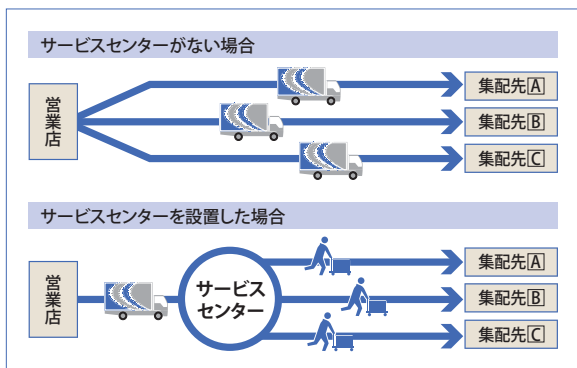 サービスセンターがない場合
営業店
集配先A
集配先B
集配先C
サービスセンターを設置した場合
営業店
サービス
センター
集配先A
集配先B
集配先C